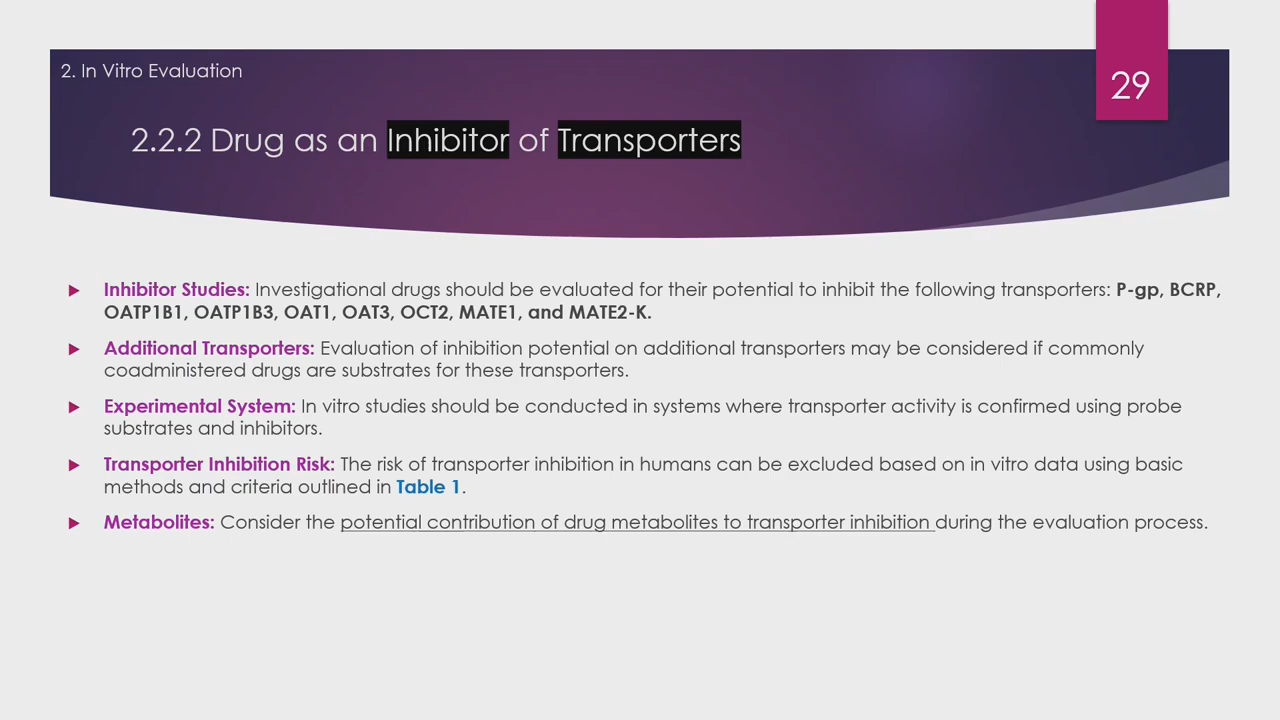 29
2. In Vitro Evaluation
2.2.2 Drug as an Inhibitor of Transporters
Inhibitor Studies: Investigational drugs should be evaluated for their potential to inhibit the following transporters: P-gp, BCRP,
OATP1B1, OATP1B3, OAT1, OAT3, OCT2, MATE1, and MATE2-K.
Additional Transporters: Evaluation of inhibition potential on additional transporters may be considered if commonly
coadministered drugs are substrates for these transporters.
Experimental System: In vitro studies should be conducted in systems where transporter activity is confirmed using probe
substrates and inhibitors.
Transporter Inhibition Risk: The risk of transporter inhibition in humans can be excluded based on in vitro data using basic
methods and criteria outlined in Table 1.
Metabolites: Consider the potential contribution of drug metabolites to transporter inhibition during the evaluation process.